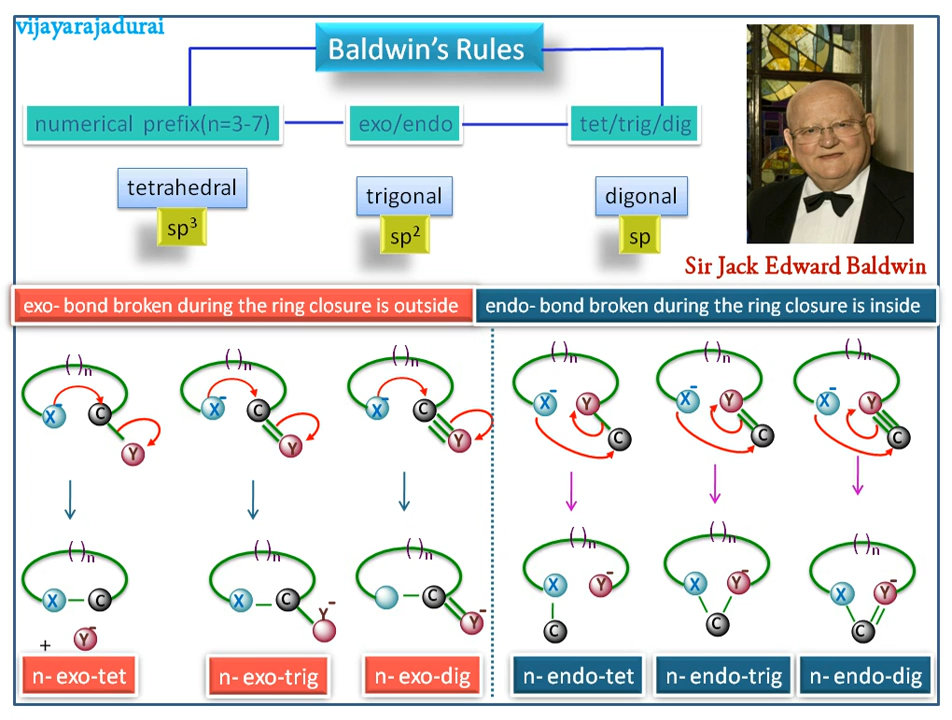 vijayarajadurai
Baldwin's Rules
numerical prefix(n=3-7)
exo/endo
tet/trig/dig
tetrahedral
trigonal
digonal
sp³
sp²
sp
Sir Jack Edward Baldwin
exo- bond broken during the ring closure is outside
endo- bond broken during the ring closure is inside
( )n
( )n
( )n
( )n
( )n
( )n
X⁻ C Y
X⁻ C Y
X⁻ C Y
X⁻ Y C
X⁻ Y C
X⁻ Y C
( )n
( )n
( )n
( )n
( )n
( )n
X C + Y⁻
X C Y⁻
C Y⁻
X Y⁻ C
X Y⁻ C
X Y⁻ C
n- exo-tet
n- exo-trig
n- exo-dig
n- endo-tet
n- endo-trig
n- endo-dig